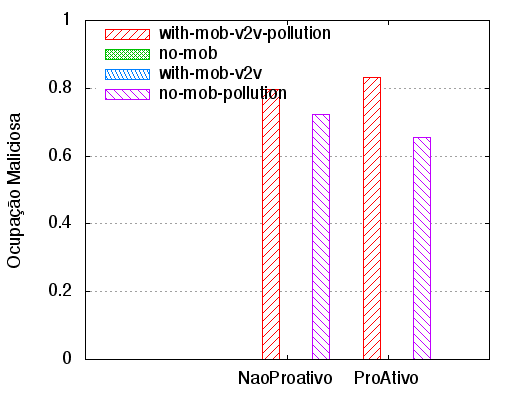 1
0.8
0.6
0.4
0.2
0
Ocupação Maliciosa
with-mob-v2v-pollution
no-mob
with-mob-v2v
no-mob-pollution
NaoProativo ProAtivo